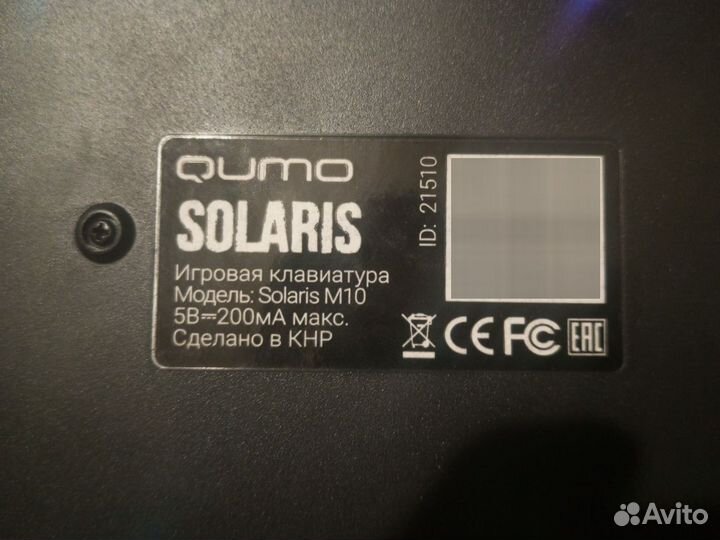 QUMO
SOLARIS
Игровая клавиатура
Модель: Solaris M10
5В⎓200мА макс.
Сделано в КНР
ID: 21510
CE FC EAC
Avito